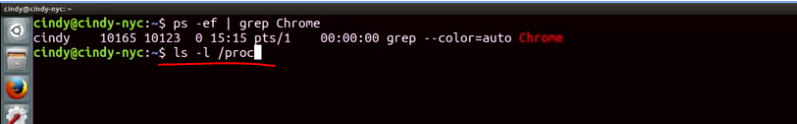 cindy@cindy-nyc: ~
cindy@cindy-nyc:~$ ps -ef | grep Chrome
cindy    10165 10123  0 15:15 pts/1    00:00:00 grep --color=auto Chrome
cindy@cindy-nyc:~$ ls -l /proc